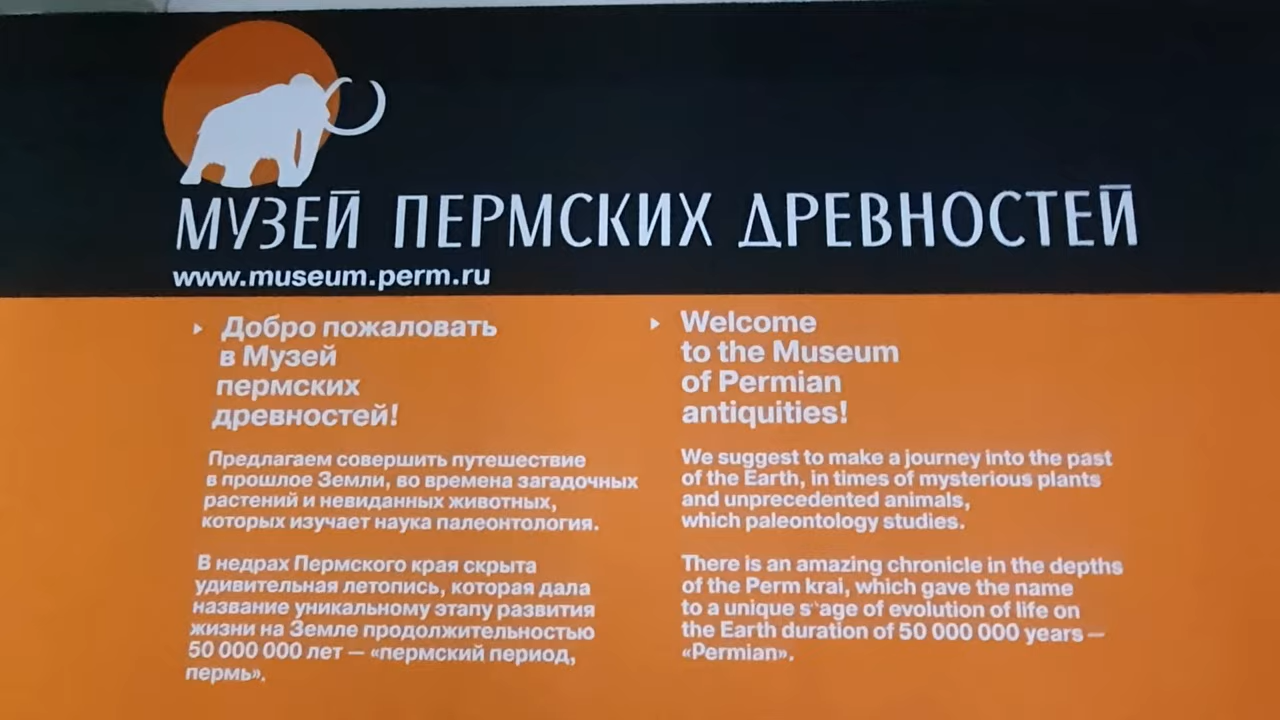 МУЗЕЙ ПЕРМСКИХ ДРЕВНОСТЕЙ
www.museum.perm.ru
Добро пожаловать
в Музей
пермских
древностей!
Предлагаем совершить путешествие
в прошлое Земли, во времена загадочных
растений и невиданных животных,
которых изучает наука палеонтология.
В недрах Пермского края скрыта
удивительная летопись, которая дала
название уникальному этапу развития
жизни на Земле продолжительностью
50 000 000 лет — «пермский период,
пермь».
Welcome
to the Museum
of Permian
antiquities!
We suggest to make a journey into the past
of the Earth, in times of mysterious plants
and unprecedented animals,
which paleontology studies.
There is an amazing chronicle in the depths
of the Perm krai, which gave the name
to a unique stage of evolution of life on
the Earth duration of 50 000 000 years —
«Permian».